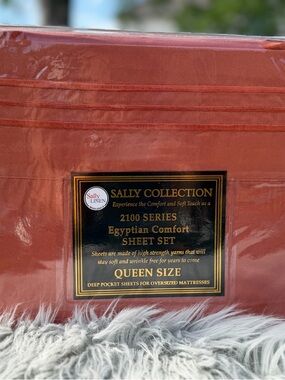 Sally
LINEN
SALLY COLLECTION
Experience the Comfort and Soft Touch as a
2100 SERIES
Egyptian Comfort
SHEET SET
Sheets are made of high strength yarns that will
stay soft and wrinkle free for years to come
QUEEN SIZE
DEEP POCKET SHEETS FOR OVERSIZED MATTRESSES